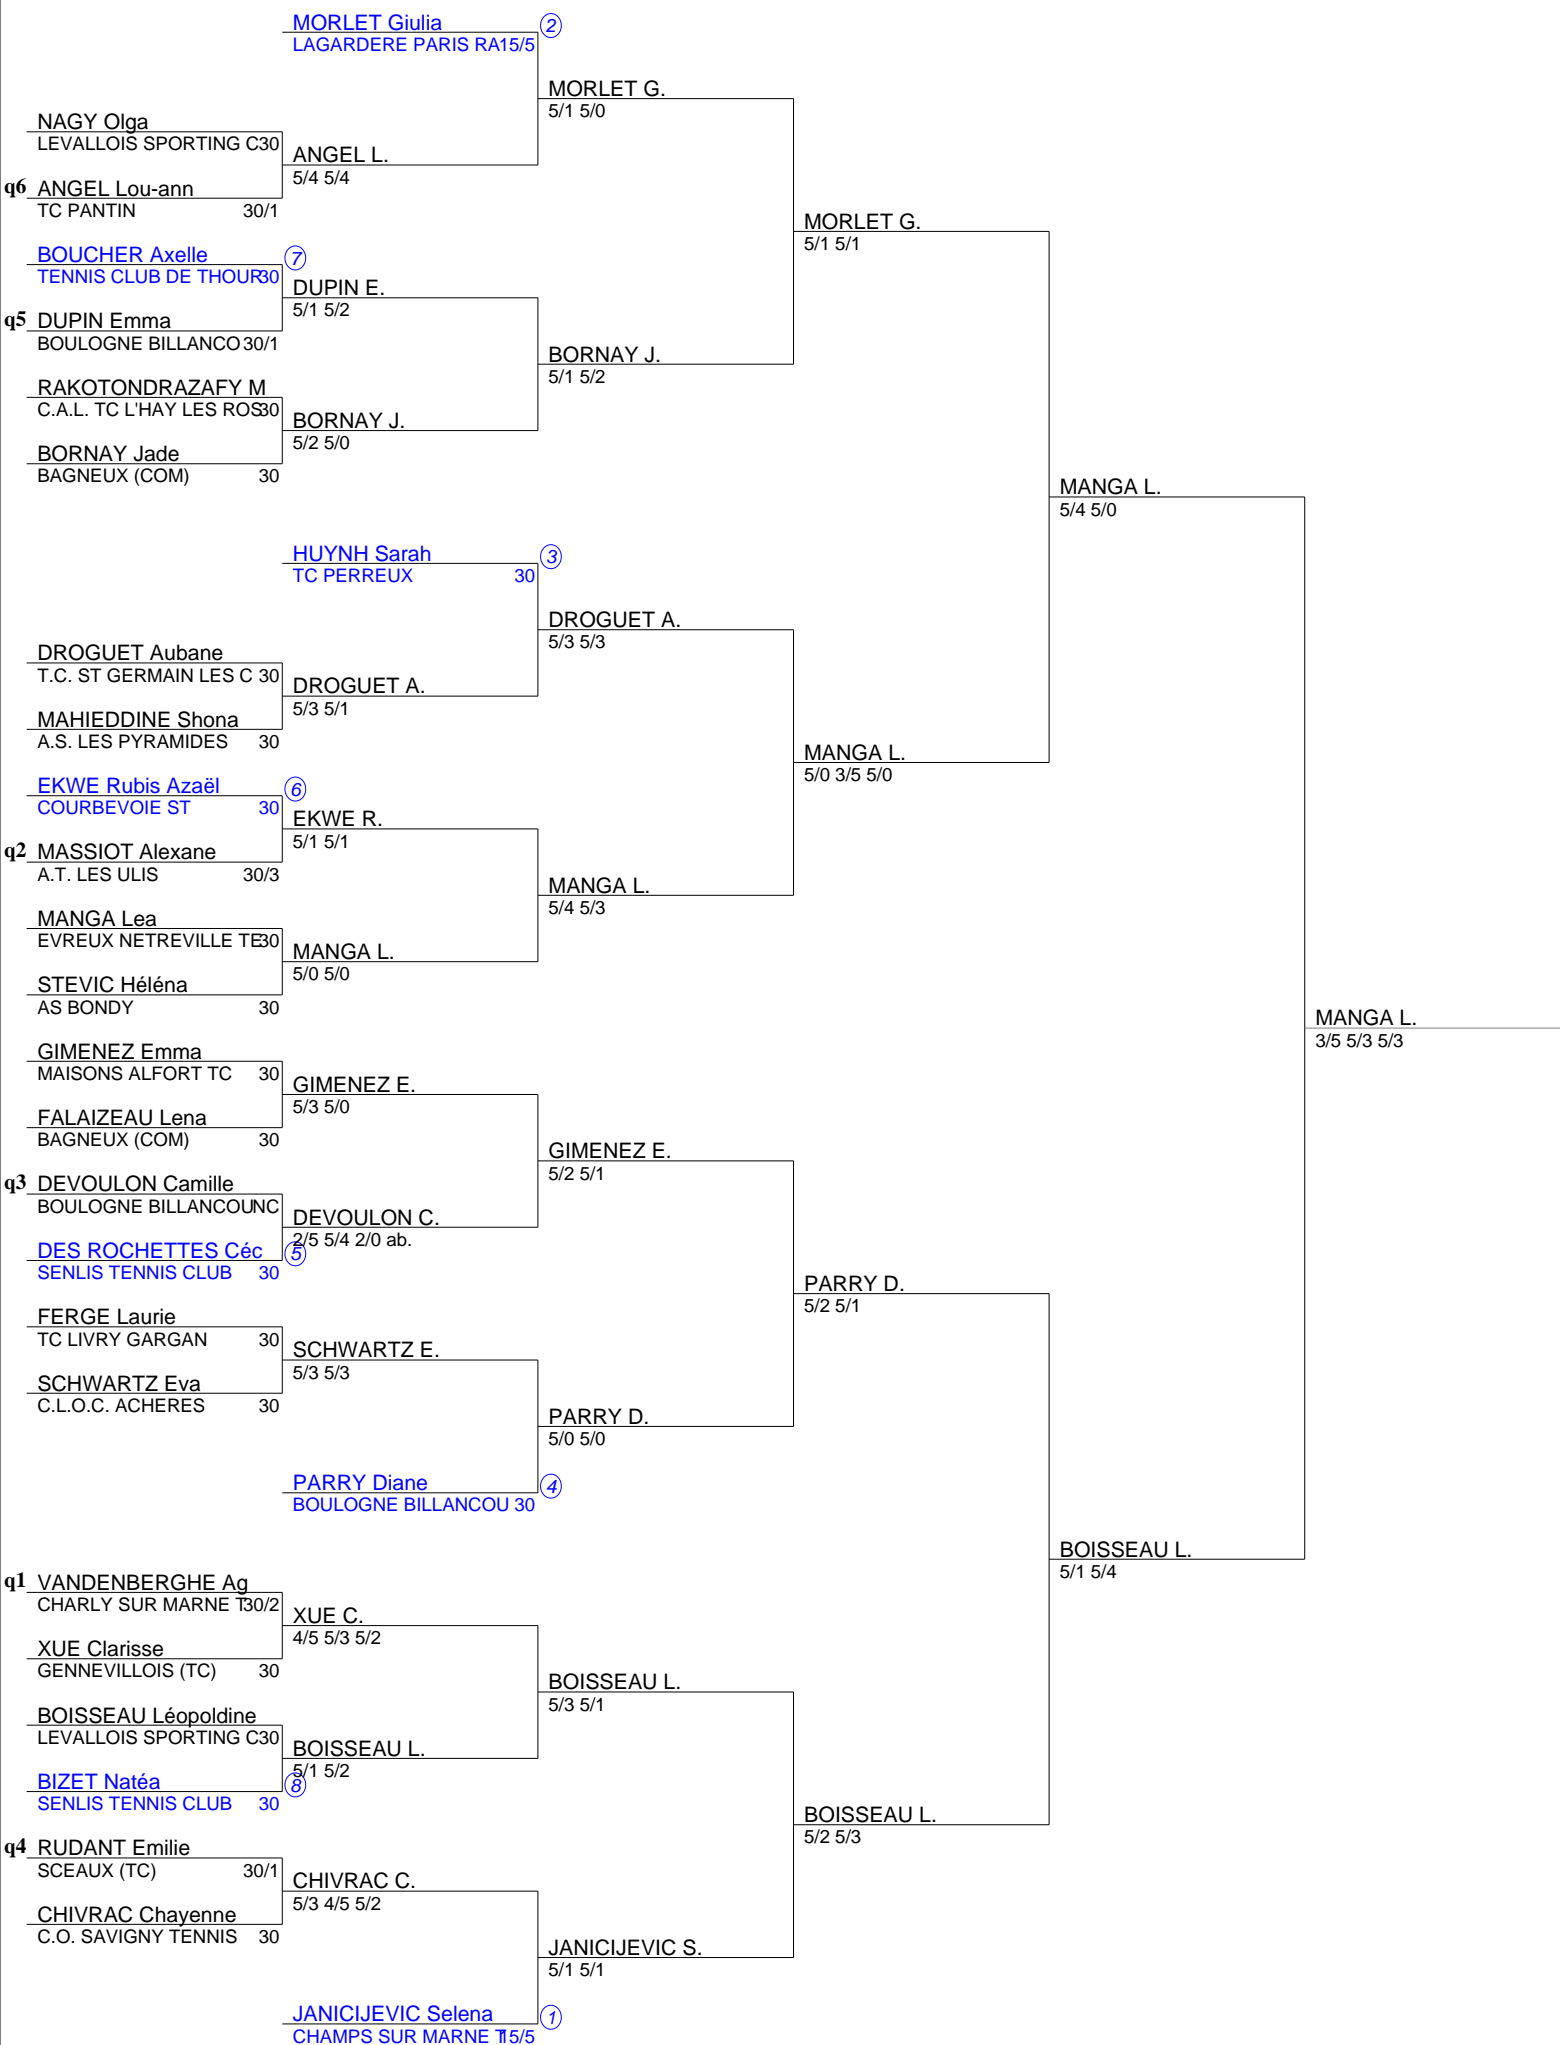 MORLET Giulia 2
LAGARDERE PARIS RA15/5
MORLET G.
5/1 5/0
NAGY Olga
LEVALLOIS SPORTING C30
ANGEL L.
5/4 5/4
q6 ANGEL Lou-ann
TC PANTIN 30/1
MORLET G.
5/1 5/1
BOUCHER Axelle 7
TENNIS CLUB DE THOUR30
DUPIN E.
5/1 5/2
q5 DUPIN Emma
BOULOGNE BILLANCO 30/1
BORNAY J.
5/1 5/2
RAKOTONDRAZAFY M
C.A.L. TC L'HAY LES ROS30
BORNAY J.
5/2 5/0
BORNAY Jade
BAGNEUX (COM) 30
MANGA L.
5/4 5/0
HUYNH Sarah 3
TC PERREUX 30
DROGUET A.
5/3 5/3
DROGUET Aubane
T.C. ST GERMAIN LES C 30
DROGUET A.
5/3 5/1
MAHIEDDINE Shona
A.S. LES PYRAMIDES 30
MANGA L.
5/0 3/5 5/0
EKWE Rubis Azaël 6
COURBEVOIE ST 30
EKWE R.
5/1 5/1
q2 MASSIOT Alexane
A.T. LES ULIS 30/3
MANGA L.
5/4 5/3
MANGA Lea
EVREUX NETREVILLE TE30
MANGA L.
5/0 5/0
STEVIC Héléna
AS BONDY 30
MANGA L.
3/5 5/3 5/3
GIMENEZ Emma
MAISONS ALFORT TC 30
GIMENEZ E.
5/3 5/0
FALAIZEAU Lena
BAGNEUX (COM) 30
GIMENEZ E.
5/2 5/1
q3 DEVOULON Camille
BOULOGNE BILLANCOUNC
DEVOULON C.
2/5 5/4 2/0 ab.
DES ROCHETTES Céc 5
SENLIS TENNIS CLUB 30
PARRY D.
5/2 5/1
FERGE Laurie
TC LIVRY GARGAN 30
SCHWARTZ E.
5/3 5/3
SCHWARTZ Eva
C.L.O.C. ACHERES 30
PARRY D.
5/0 5/0
PARRY Diane 4
BOULOGNE BILLANCOU 30
BOISSEAU L.
5/1 5/4
q1 VANDENBERGHE Ag
CHARLY SUR MARNE T30/2
XUE C.
4/5 5/3 5/2
XUE Clarisse
GENNEVILLOIS (TC) 30
BOISSEAU L.
5/3 5/1
BOISSEAU Léopoldine
LEVALLOIS SPORTING C30
BOISSEAU L.
5/1 5/2
BIZET Natéa 8
SENLIS TENNIS CLUB 30
BOISSEAU L.
5/2 5/3
q4 RUDANT Emilie
SCEAUX (TC) 30/1
CHIVRAC C.
5/3 4/5 5/2
CHIVRAC Chayenne
C.O. SAVIGNY TENNIS 30
JANICIJEVIC S.
5/1 5/1
JANICIJEVIC Selena 1
CHAMPS SUR MARNE T15/5